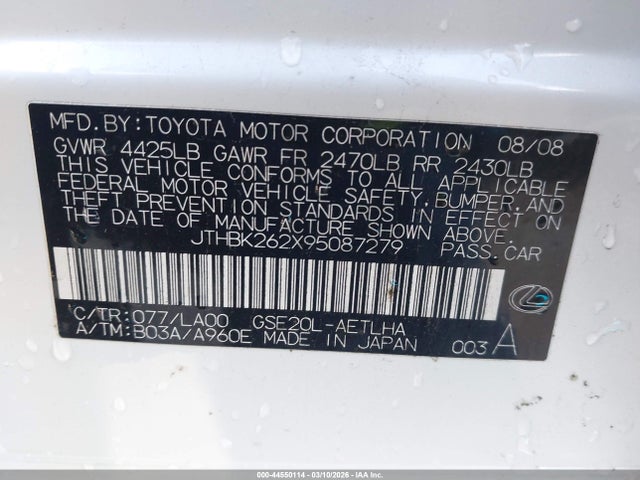 MFD.BY:TOYOTA MOTOR CORPORATION 08/08
GVWR 4425LB GAWR FR 2470LB RR 2430LB
THIS VEHICLE CONFORMS TO ALL APPLICABLE
FEDERAL MOTOR VEHICLE SAFETY,BUMPER,AND
THEFT PREVENTION STANDARDS IN EFFECT ON
THE DATE OF MANUFACTURE SHOWN ABOVE.
JTHBK262X95087279 PASS.CAR
C/TR:077/LA00 GSE20L-AETLHA
A/TM:B03A/A960E MADE IN JAPAN 003 A
000-44550114 - 03/10/2026 - IAAI.COM